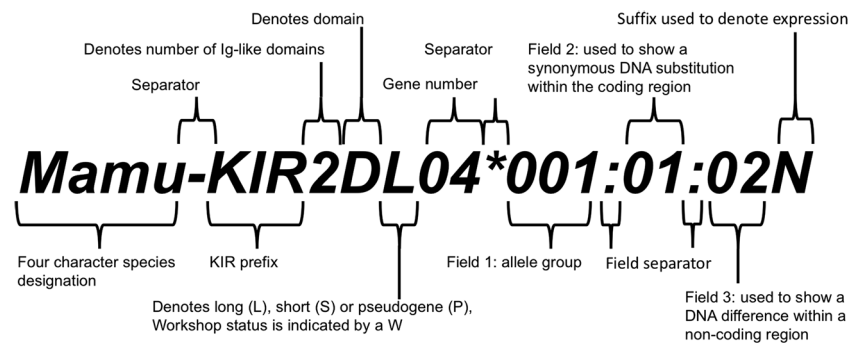 Denotes domain
Suffix used to denote expression
Denotes number of Ig-like domains
Separator
Field 2: used to show a
synonymous DNA substitution
within the coding region
Separator
Gene number
Mamu-KIR2DL04*001:01:02N
Four character species
designation
KIR prefix
Field 1: allele group
Field separator
Denotes long (L), short (S) or pseudogene (P),
Workshop status is indicated by a W
Field 3: used to show a
DNA difference within a
non-coding region